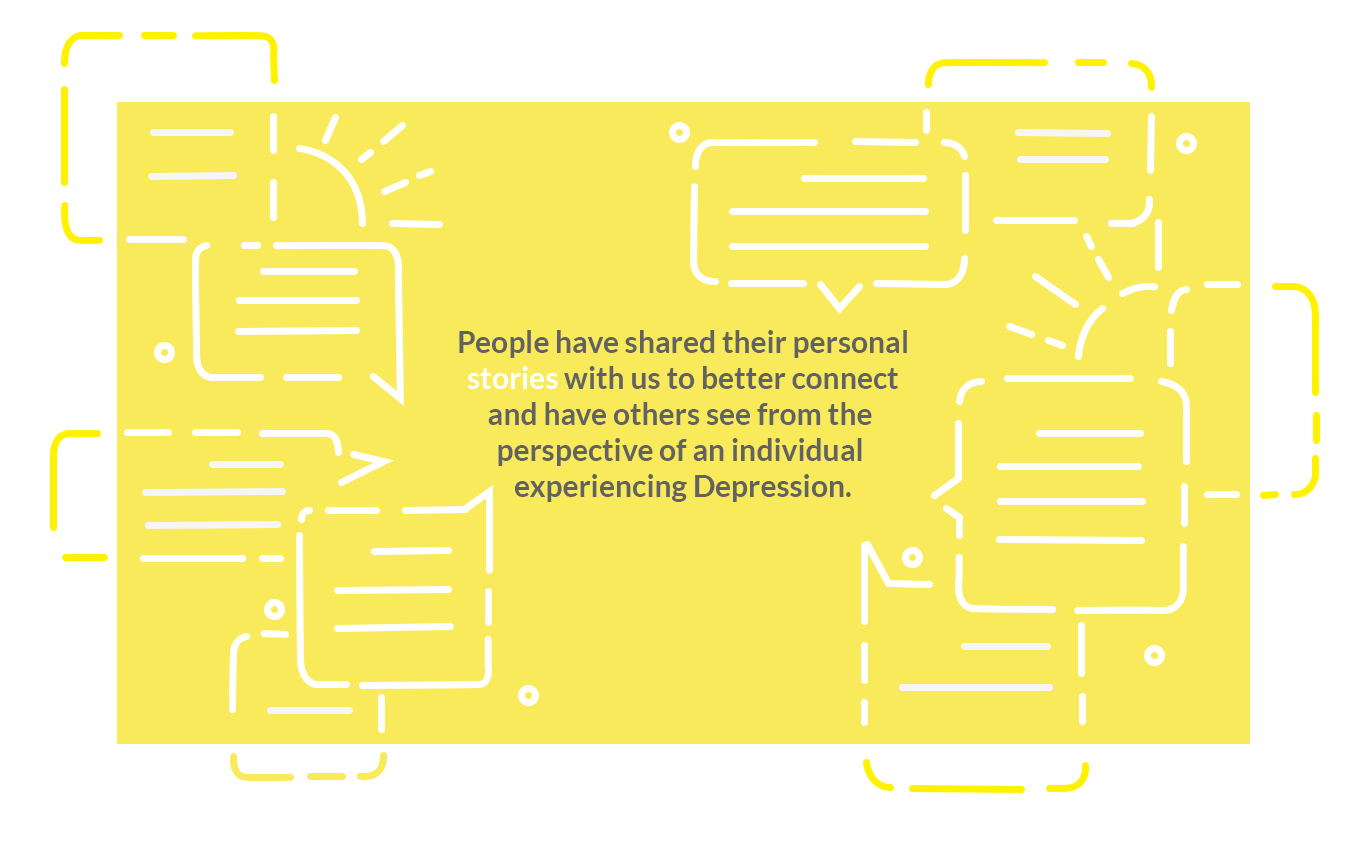 People have shared their personal
stories with us to better connect
and have others see from the
perspective of an individual
experiencing Depression.